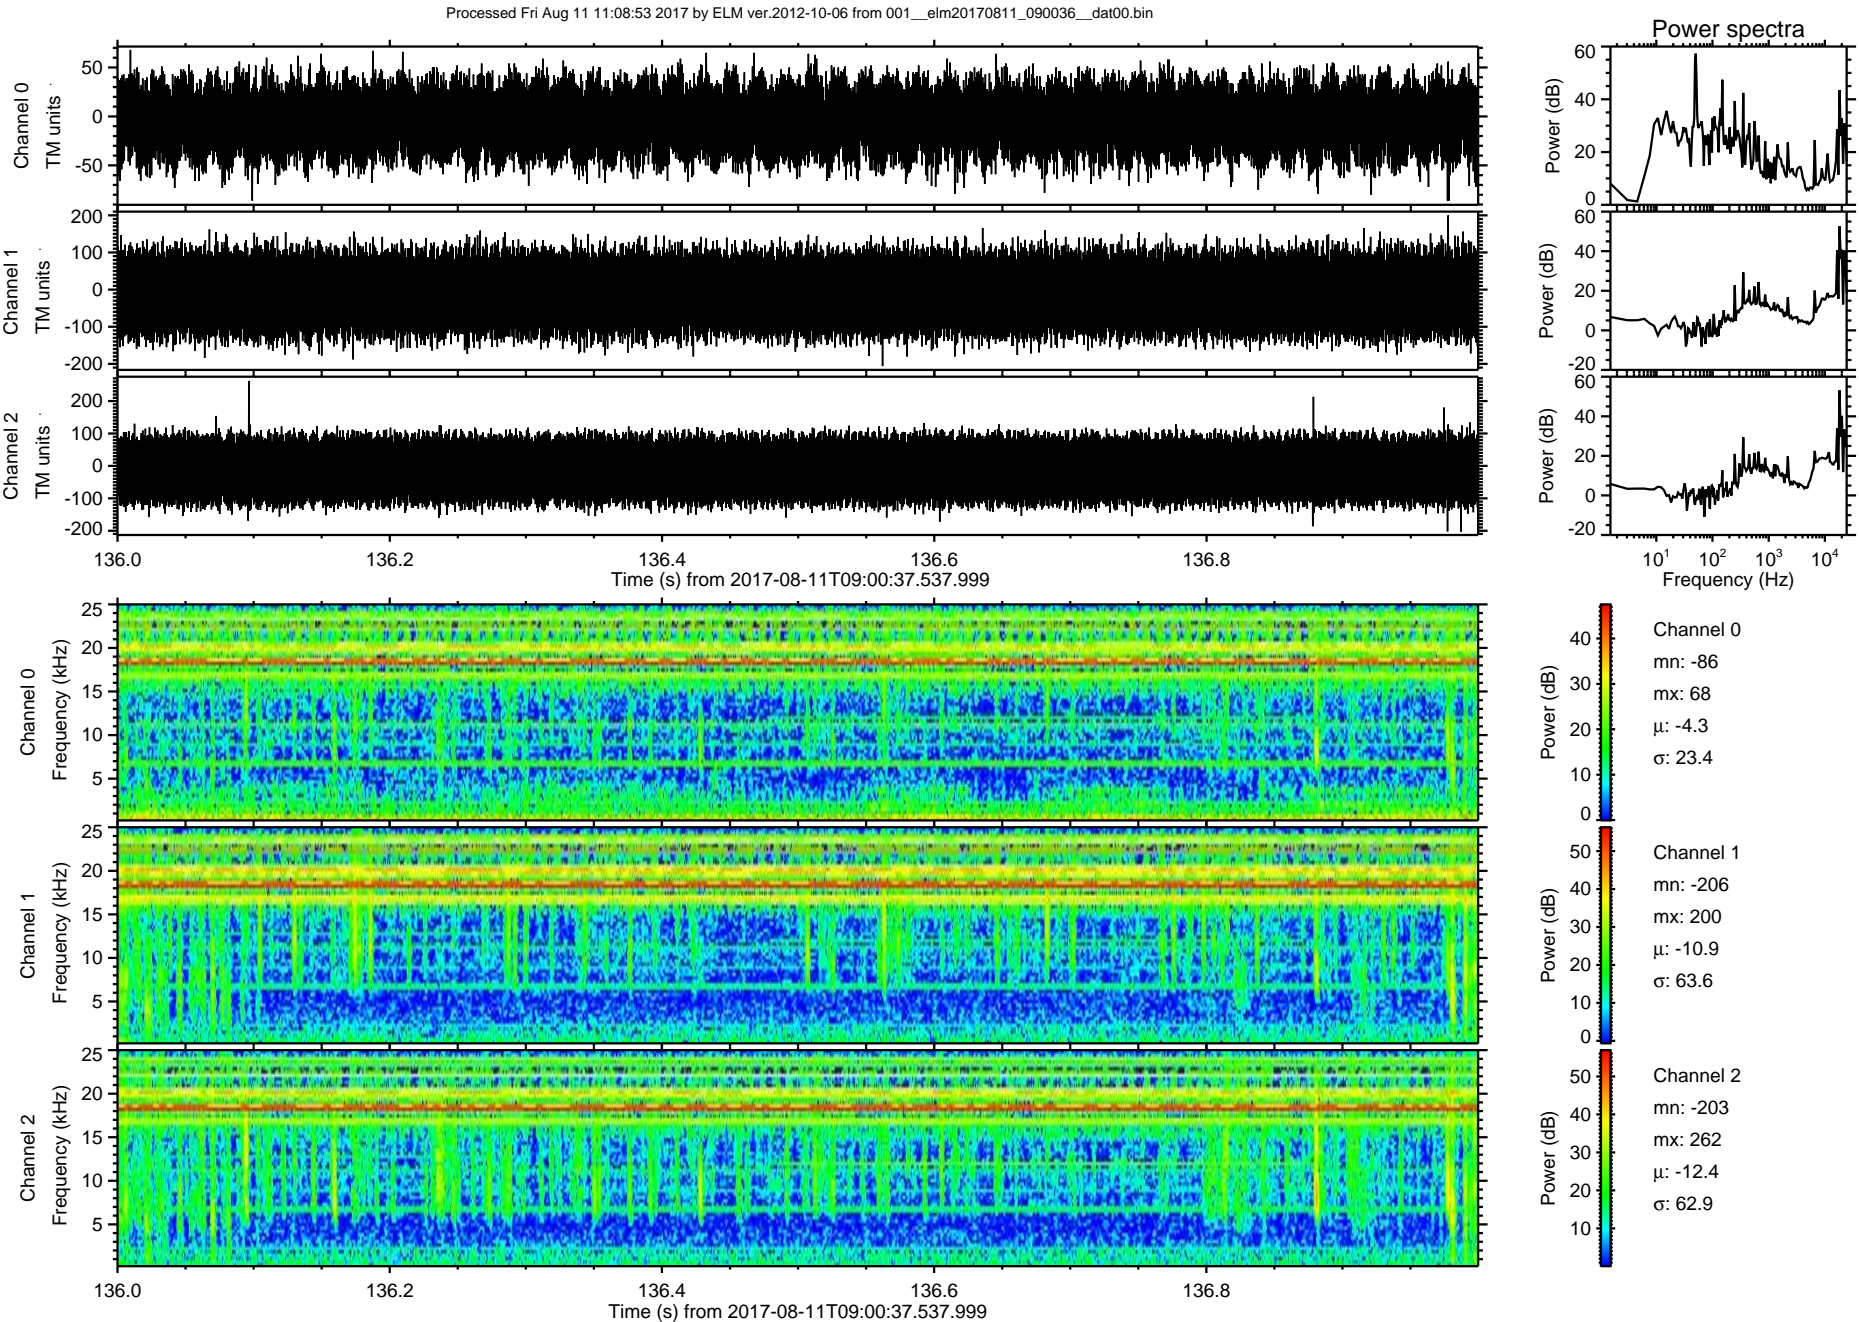 Processed Fri Aug 11 11:08:53 2017 by ELM ver.2012-10-06 from 001__elm20170811_090036__dat00.bin
Power spectra
Channel 0
TM units
50
0
-50
Power (dB)
60
40
20
0
Channel 1
TM units
200
100
0
-100
-200
Power (dB)
60
40
20
0
-20
Channel 2
TM units
200
100
0
-100
-200
Power (dB)
60
40
20
0
-20
136.0 136.2 136.4 136.6 136.8
Time (s) from 2017-08-11T09:00:37.537.999
10¹ 10² 10³ 10⁴
Frequency (Hz)
Channel 0
Frequency (kHz)
25
20
15
10
5
Power (dB)
40
30
20
10
0
Channel 0
mn: -86
mx: 68
μ: -4.3
σ: 23.4
Channel 1
Frequency (kHz)
25
20
15
10
5
Power (dB)
50
40
30
20
10
0
Channel 1
mn: -206
mx: 200
μ: -10.9
σ: 63.6
Channel 2
Frequency (kHz)
25
20
15
10
5
Power (dB)
50
40
30
20
10
Channel 2
mn: -203
mx: 262
μ: -12.4
σ: 62.9
136.0 136.2 136.4 136.6 136.8
Time (s) from 2017-08-11T09:00:37.537.999